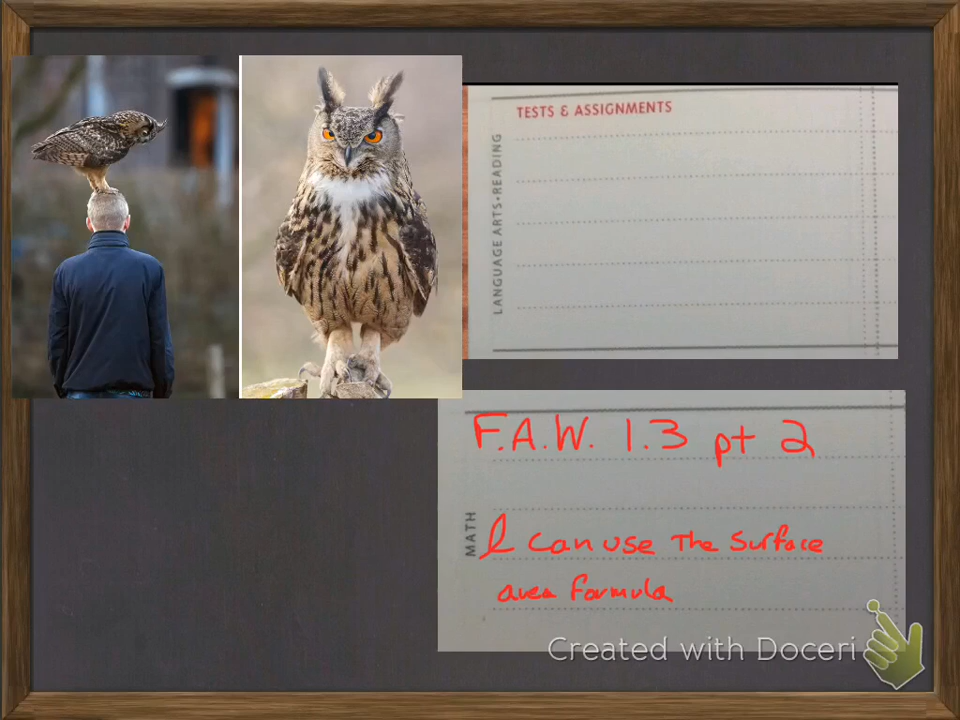 TESTS & ASSIGNMENTS
LANGUAGE ARTS•READING
F.A.W. 1.3 pt 2
MATH
I can use The Surface
area formula
Created with Doceri